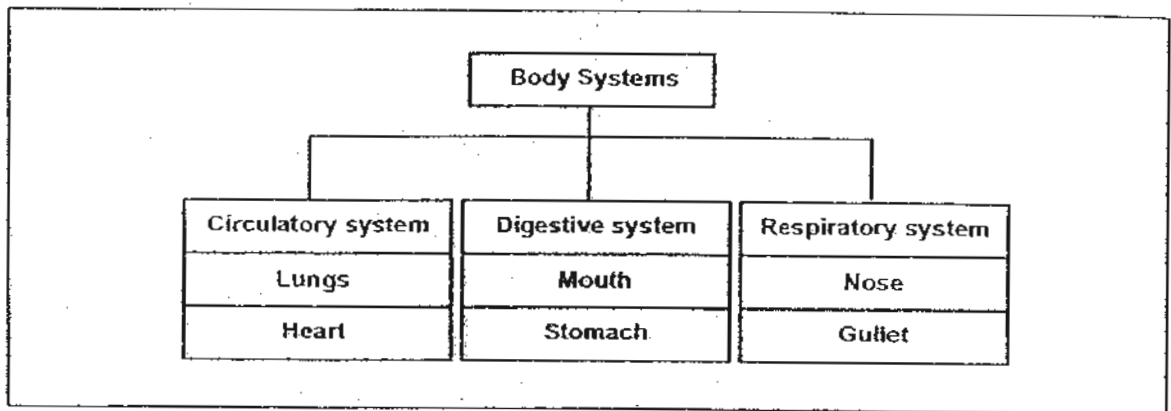 Body Systems
Circulatory system
Digestive system
Respiratory system
Lungs
Mouth
Nose
Heart
Stomach
Gullet